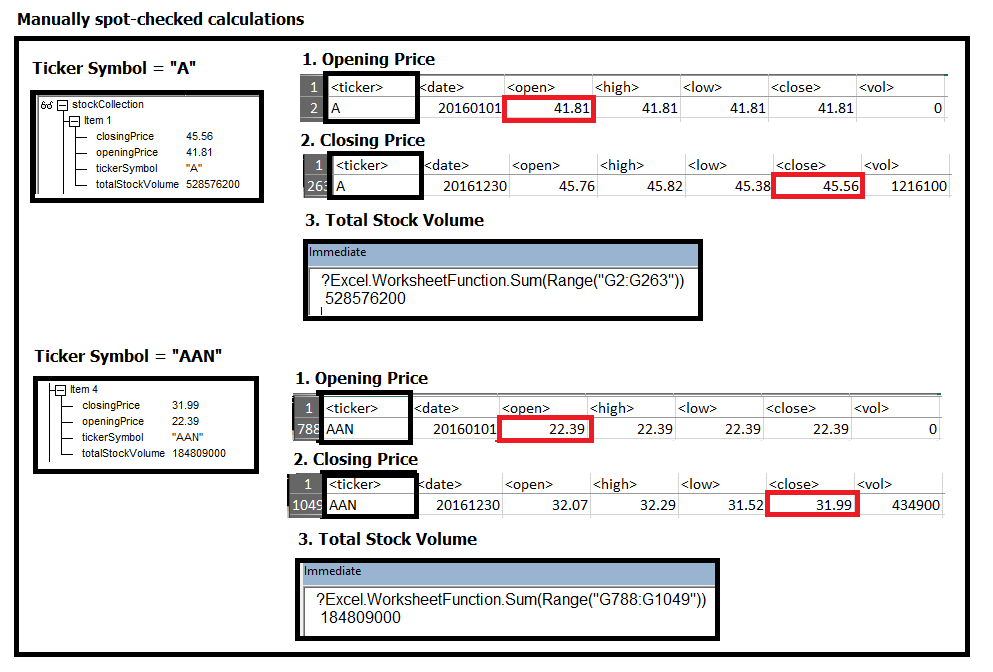 Manually spot-checked calculations
Ticker Symbol = "A"
stockCollection
Item 1
closingPrice 45.56
openingPrice 41.81
tickerSymbol "A"
totalStockVolume 528576200
1. Opening Price
1 <ticker> <date> <open> <high> <low> <close> <vol>
2 A 20160101 41.81 41.81 41.81 41.81 0
2. Closing Price
1 <ticker> <date> <open> <high> <low> <close> <vol>
263 A 20161230 45.76 45.82 45.38 45.56 1216100
3. Total Stock Volume
Immediate
?Excel.WorksheetFunction.Sum(Range("G2:G263"))
528576200
Ticker Symbol = "AAN"
Item 4
closingPrice 31.99
openingPrice 22.39
tickerSymbol "AAN"
totalStockVolume 184809000
1. Opening Price
1 <ticker> <date> <open> <high> <low> <close> <vol>
788 AAN 20160101 22.39 22.39 22.39 22.39 0
2. Closing Price
1 <ticker> <date> <open> <high> <low> <close> <vol>
1049 AAN 20161230 32.07 32.29 31.52 31.99 434900
3. Total Stock Volume
Immediate
?Excel.WorksheetFunction.Sum(Range("G788:G1049"))
184809000